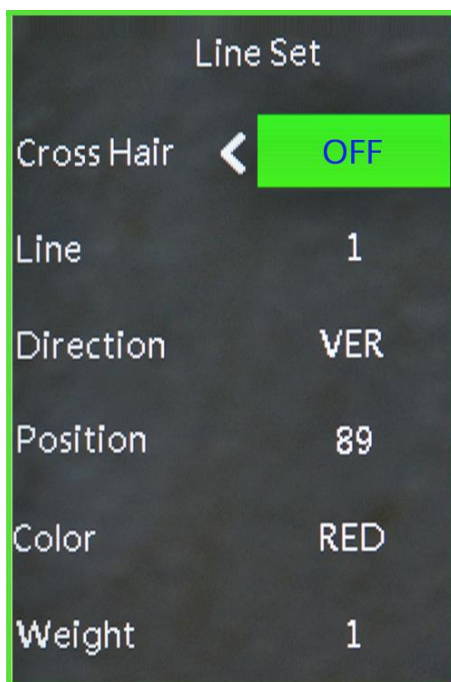 Line Set
Cross Hair < OFF
Line 1
Direction VER
Position 89
Color RED
Weight 1